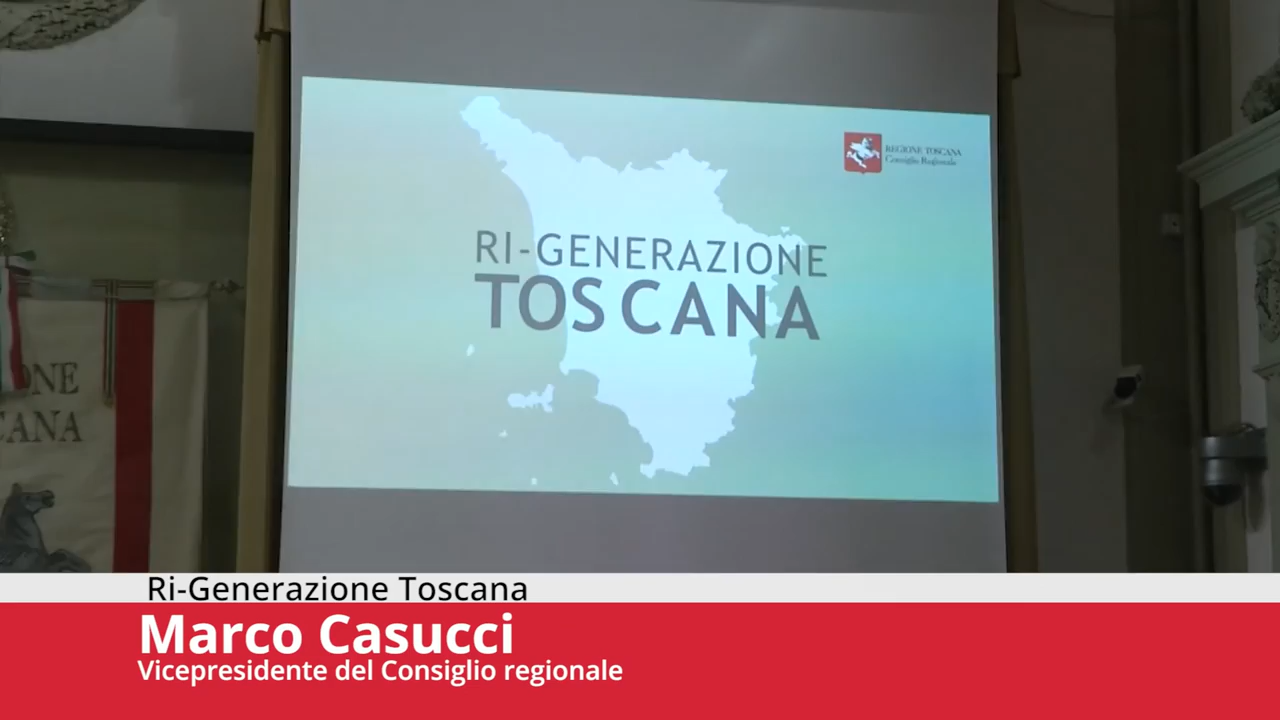 REGIONE TOSCANA
Consiglio Regionale
RI-GENERAZIONE
TOSCANA
ONE
CANA
Ri-Generazione Toscana
Marco Casucci
Vicepresidente del Consiglio regionale